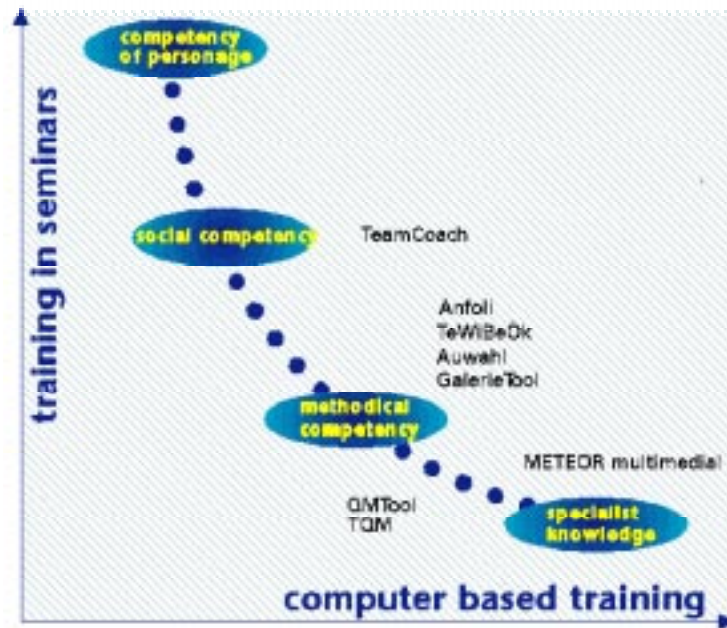 competency
of personage
training in seminars
social competency
TeamCoach
Anfoli
TeWiBeDk
Auwahl
GalerieTool
methodical
competency
METEOR multimedial
QMTool
TQM
specialist
knowledge
computer based training